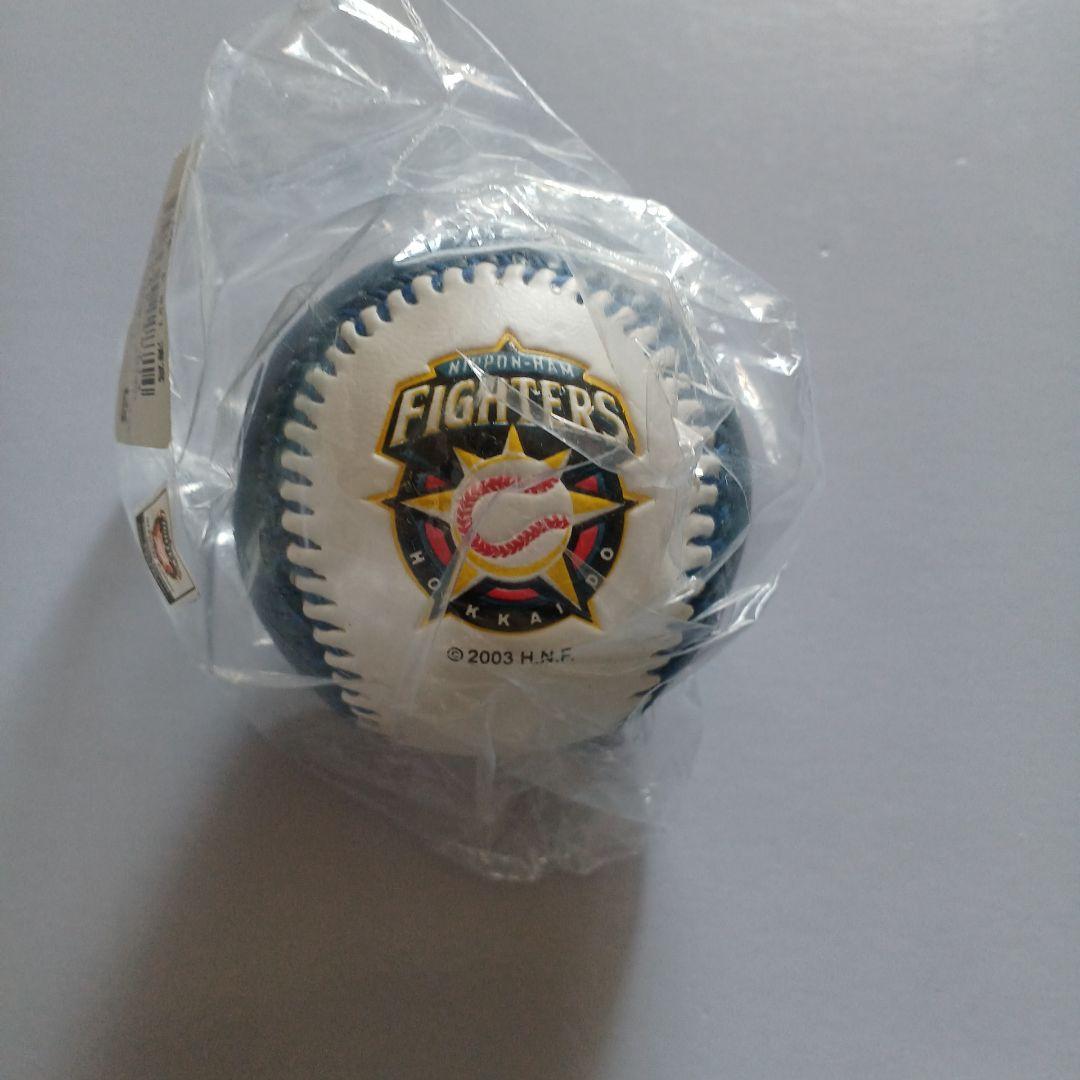 NIPPON-HAM
FIGHTERS
HOKKAIDO
© 2003 H.N.F.